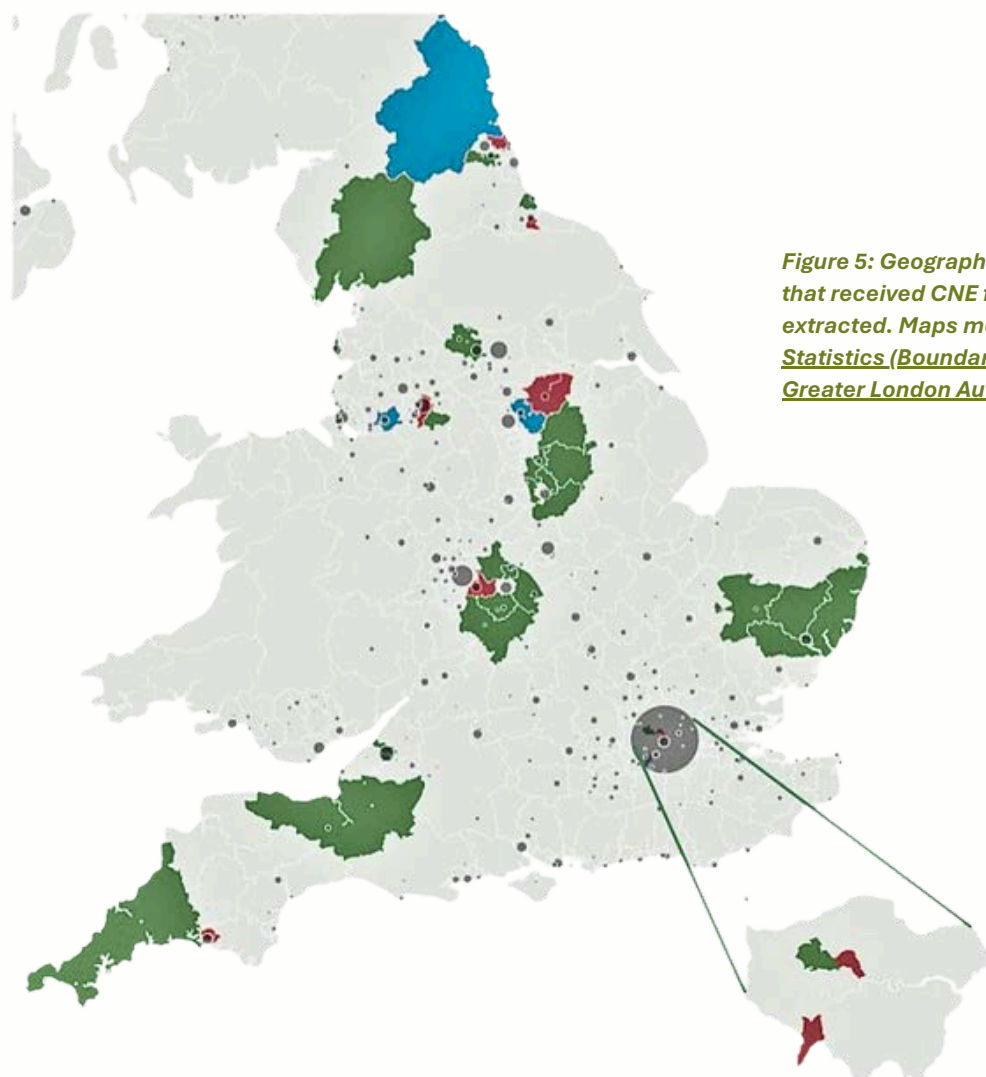 Figure 5: Geograph
that received CNE f
extracted. Maps m
Statistics (Boundar
Greater London Au